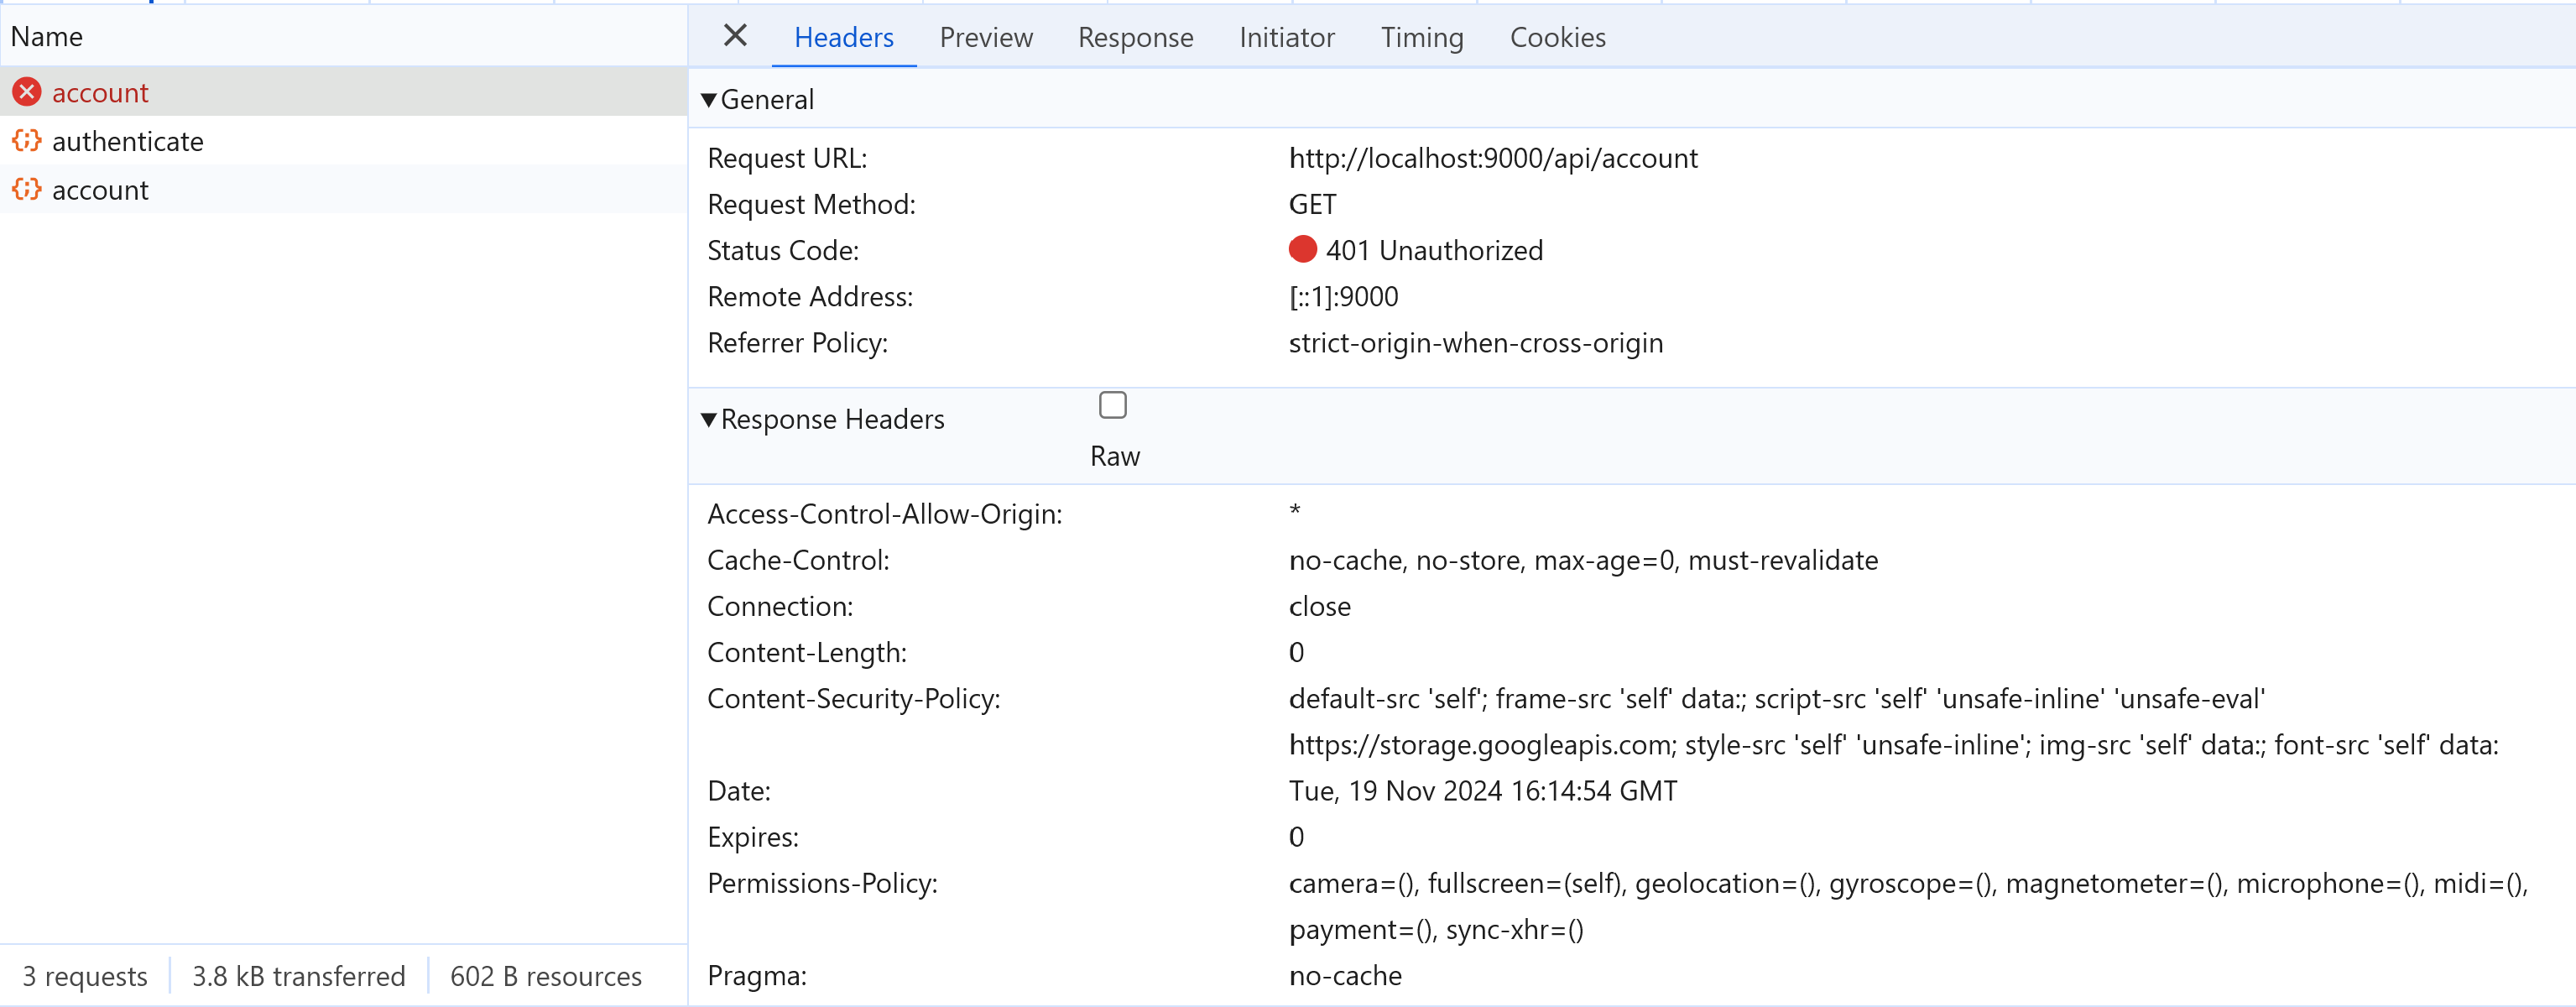 Name
account
authenticate
account
3 requests 3.8 kB transferred 602 B resources
Headers Preview Response Initiator Timing Cookies
General
Request URL: http://localhost:9000/api/account
Request Method: GET
Status Code: 401 Unauthorized
Remote Address: [::1]:9000
Referrer Policy: strict-origin-when-cross-origin
Response Headers
Raw
Access-Control-Allow-Origin: *
Cache-Control: no-cache, no-store, max-age=0, must-revalidate
Connection: close
Content-Length: 0
Content-Security-Policy: default-src 'self'; frame-src 'self' data:; script-src 'self' 'unsafe-inline' 'unsafe-eval'
https://storage.googleapis.com; style-src 'self' 'unsafe-inline'; img-src 'self' data:; font-src 'self' data:
Date: Tue, 19 Nov 2024 16:14:54 GMT
Expires: 0
Permissions-Policy: camera=(), fullscreen=(self), geolocation=(), gyroscope=(), magnetometer=(), microphone=(), midi=(),
payment=(), sync-xhr=()
Pragma: no-cache